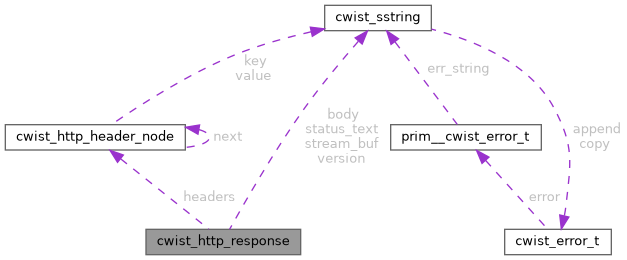 cwist_sstring
key
value
err_string
body
status_text
stream_buf
version
append
copy
cwist_http_header_node
next
prim__cwist_error_t
headers
error
cwist_http_response
cwist_error_t